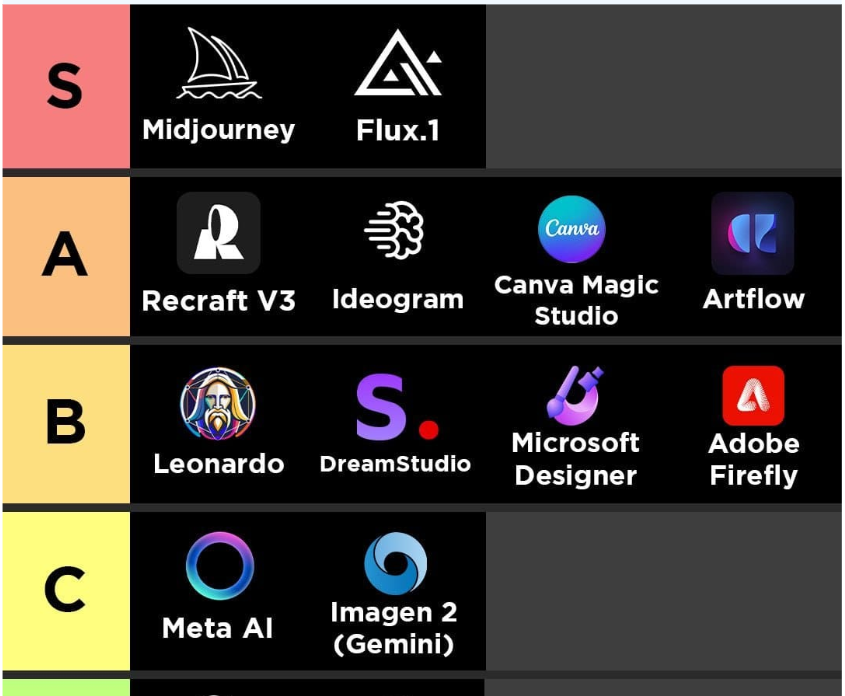 S
Midjourney
Flux.1
A
Recraft V3
Ideogram
Canva
Canva Magic
Studio
Artflow
B
Leonardo
S.
DreamStudio
Microsoft
Designer
Adobe
Firefly
C
Meta AI
Imagen 2
(Gemini)